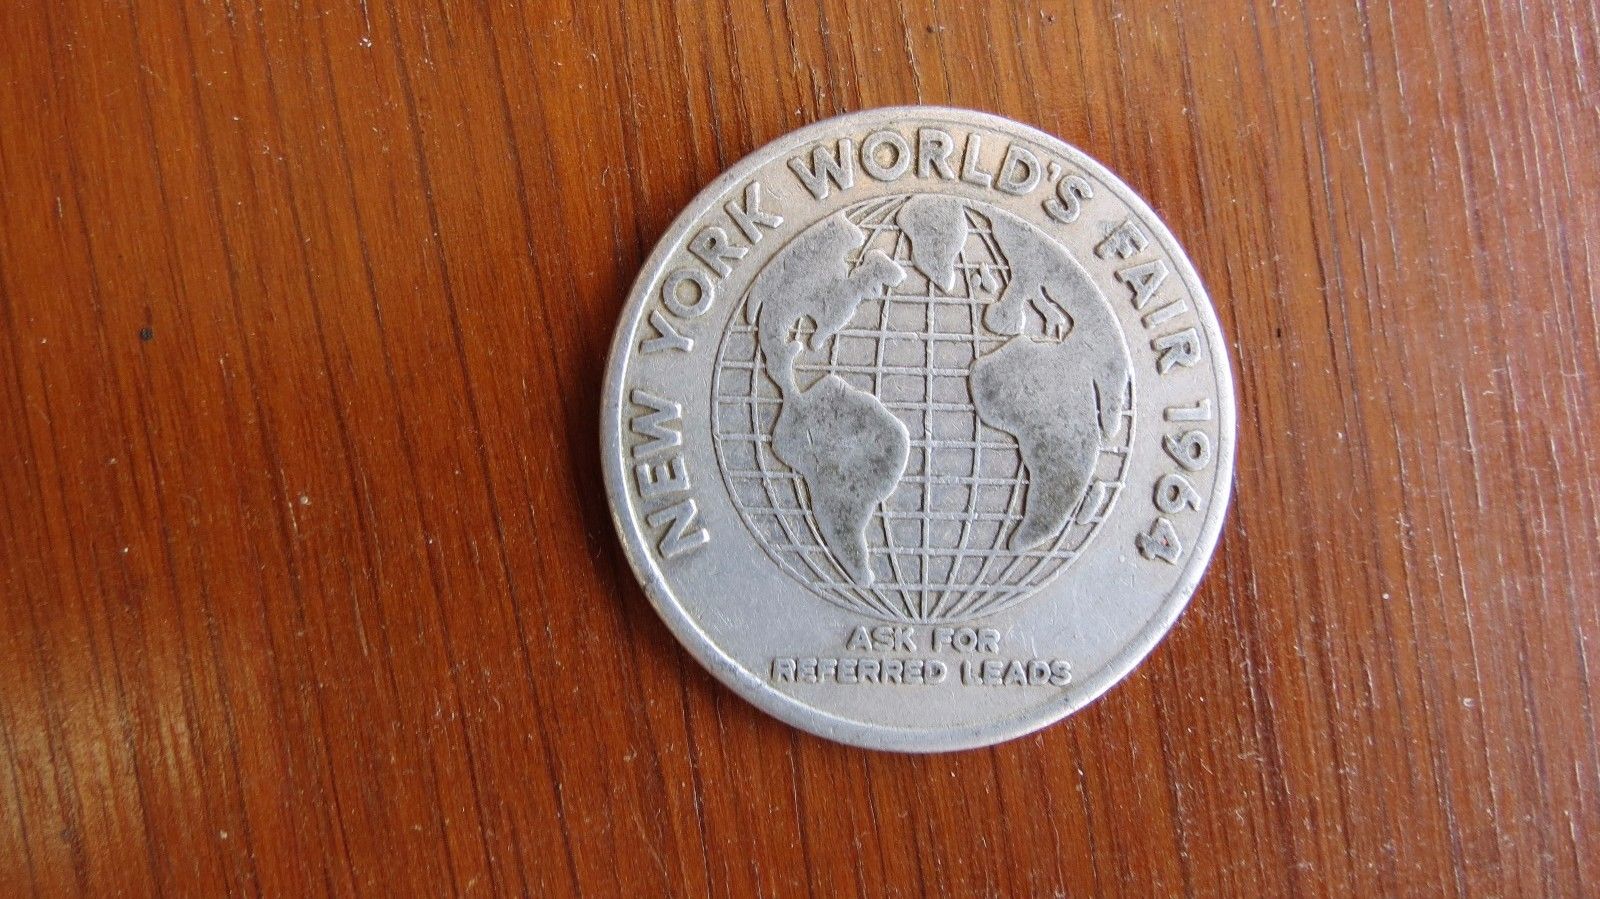 NEW YORK WORLD'S FAIR 1964
ASK FOR
REFERRED LEADS